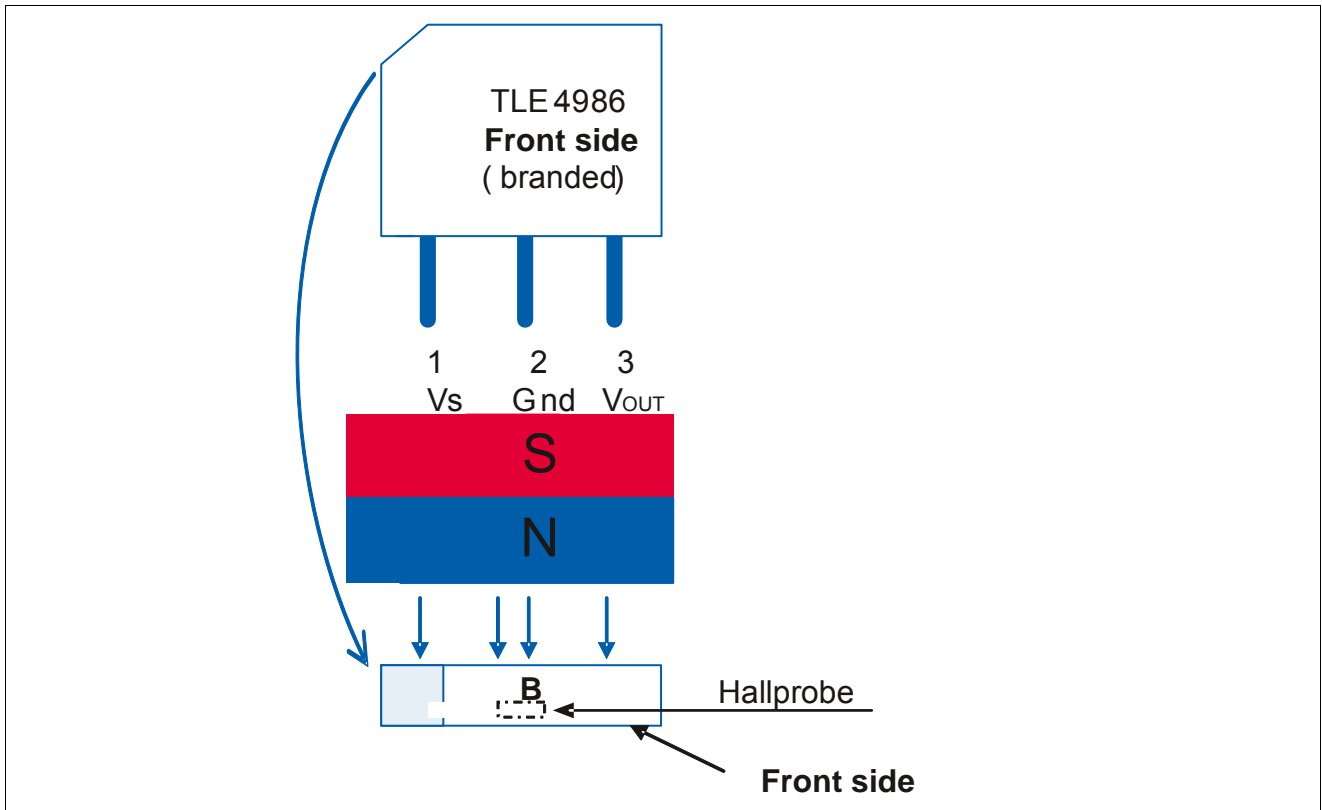 TLE 4986
Front side
( branded)
1 2 3
Vs Gnd VOUT
S
N
B
Hallprobe
Front side